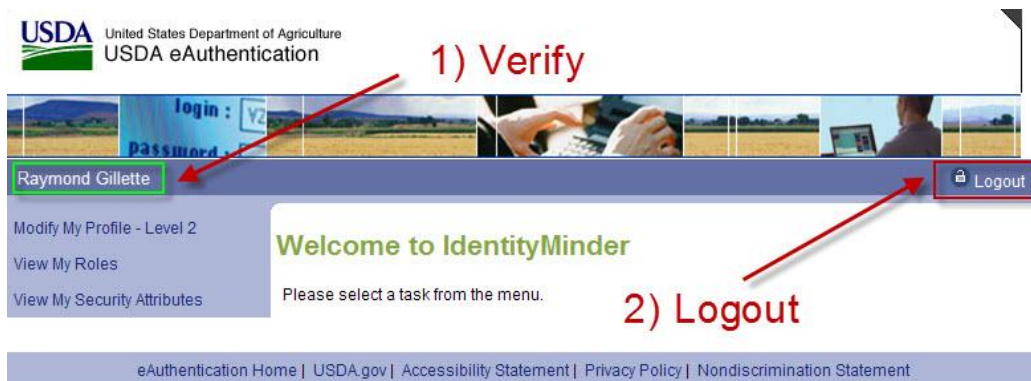 USDA United States Department of Agriculture
USDA eAuthentication
1) Verify
login :
password :
Raymond Gillette
Logout
Modify My Profile - Level 2
View My Roles
View My Security Attributes
Welcome to IdentityMinder
Please select a task from the menu.
2) Logout
eAuthentication Home | USDA.gov | Accessibility Statement | Privacy Policy | Nondiscrimination Statement